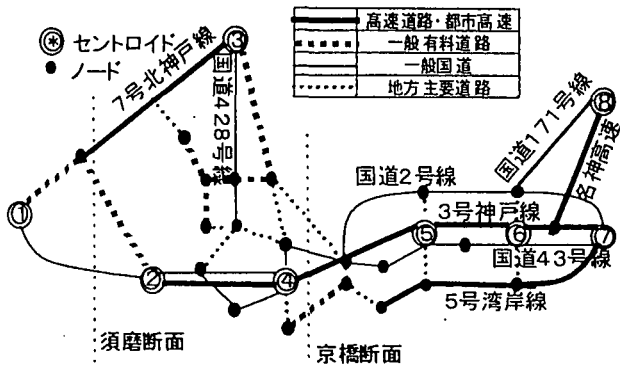 ⊛ セントロイド
● ノード
高速道路・都市高速
一般有料道路
一般国道
地方主要道路
7号北神戸線
国道428号線
③
⑧
国道171号線
名神高速
国道2号線
3号神戸線
①
⑤
⑥
⑦
国道43号線
②
④
5号湾岸線
須磨断面
京橋断面